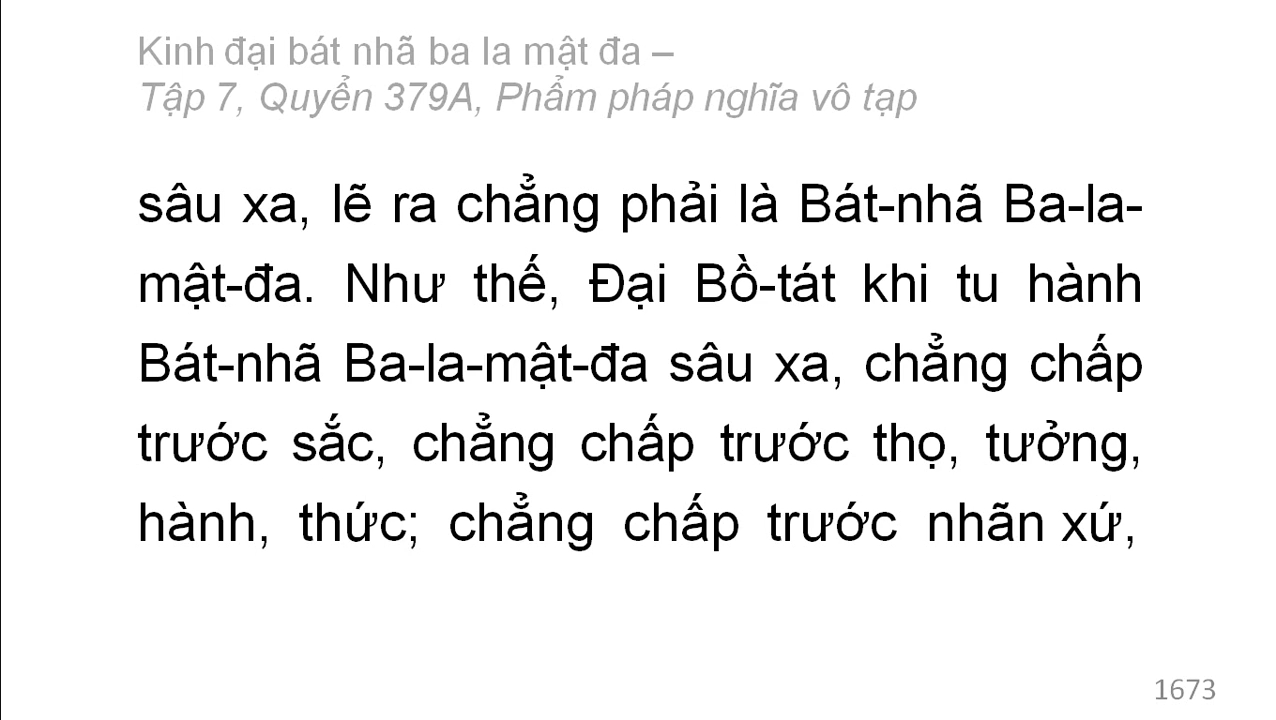 Kinh đại bát nhã ba la mật đa –
Tập 7, Quyển 379A, Phẩm pháp nghĩa vô tạp
sâu xa, lẽ ra chẳng phải là Bát-nhã Ba-la-
mật-đa. Như thế, Đại Bồ-tát khi tu hành
Bát-nhã Ba-la-mật-đa sâu xa, chẳng chấp
trước sắc, chẳng chấp trước thọ, tưởng,
hành, thức; chẳng chấp trước nhãn xứ,
1673